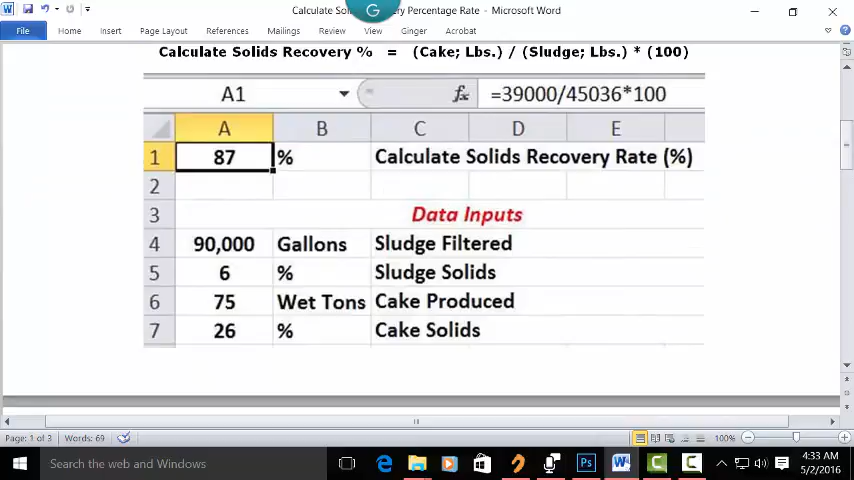 Calculate Solids Recovery Percentage Rate - Microsoft Word
File Home Insert Page Layout References Mailings Review View Ginger Acrobat
Calculate Solids Recovery % = (Cake; Lbs.) / (Sludge; Lbs.) * (100)
A1 fx =39000/45036*100
A B C D E
1 87 % Calculate Solids Recovery Rate (%)
2
3 Data Inputs
4 90,000 Gallons Sludge Filtered
5 6 % Sludge Solids
6 75 Wet Tons Cake Produced
7 26 % Cake Solids
Page: 1 of 3 Words: 69 100%
Search the web and Windows
4:33 AM
5/2/2016